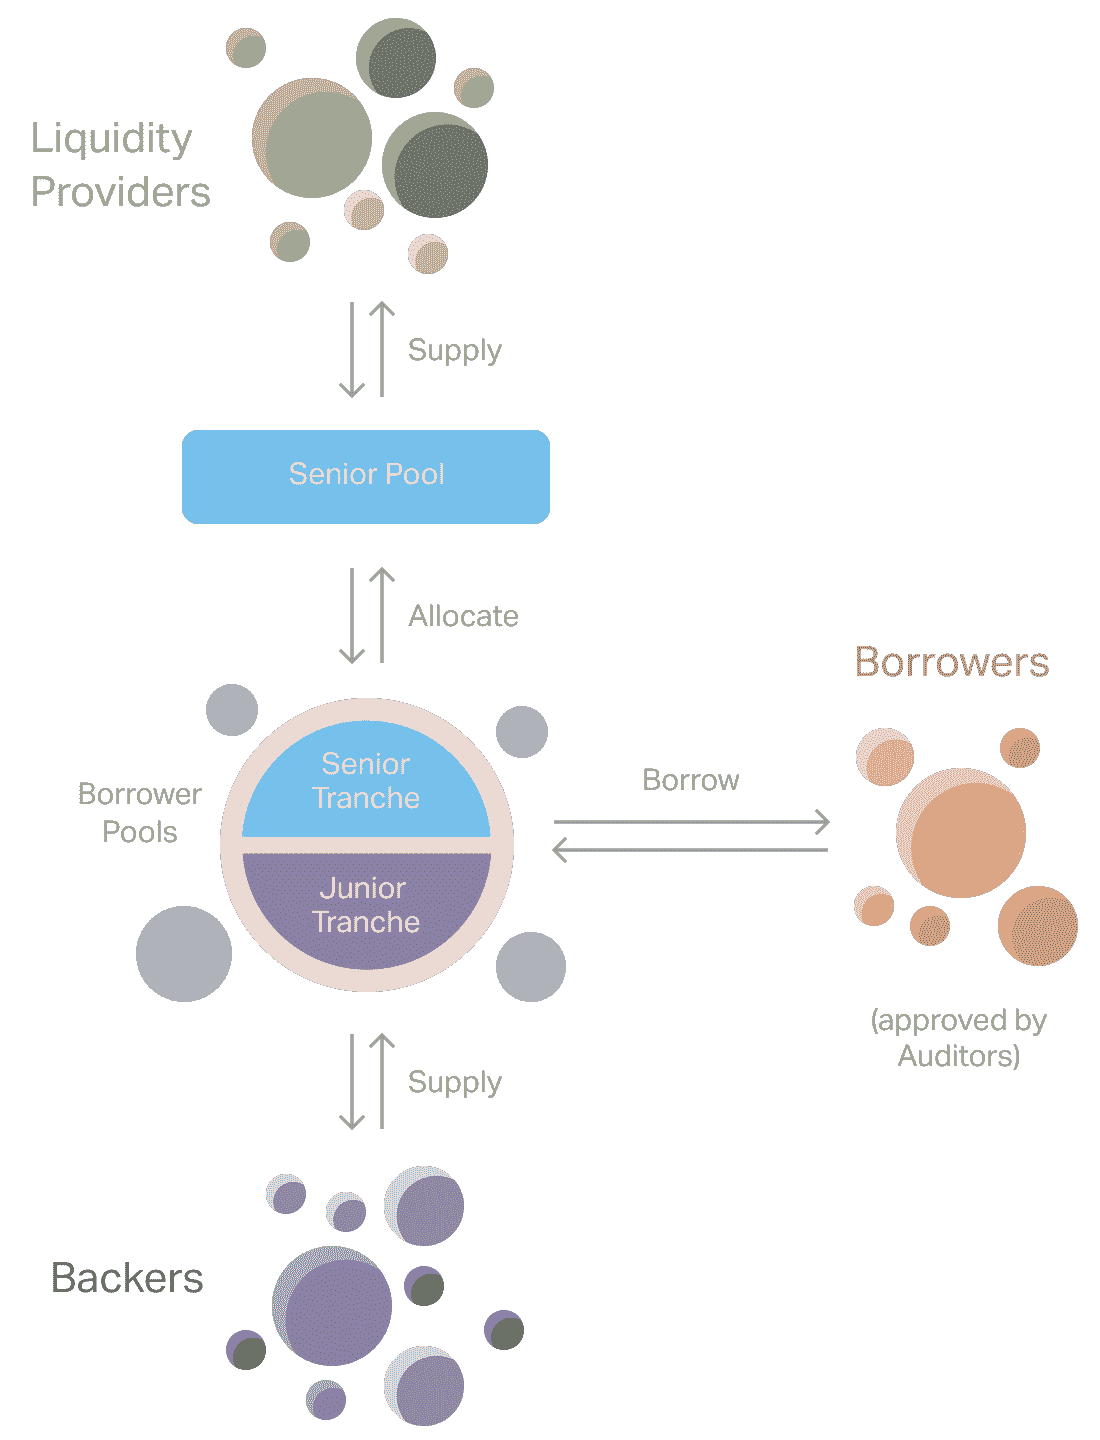 Liquidity
Providers
Supply
Senior Pool
Allocate
Borrowers
Senior
Tranche
Borrower
Pools
Borrow
Junior
Tranche
(approved by
Auditors)
Supply
Backers